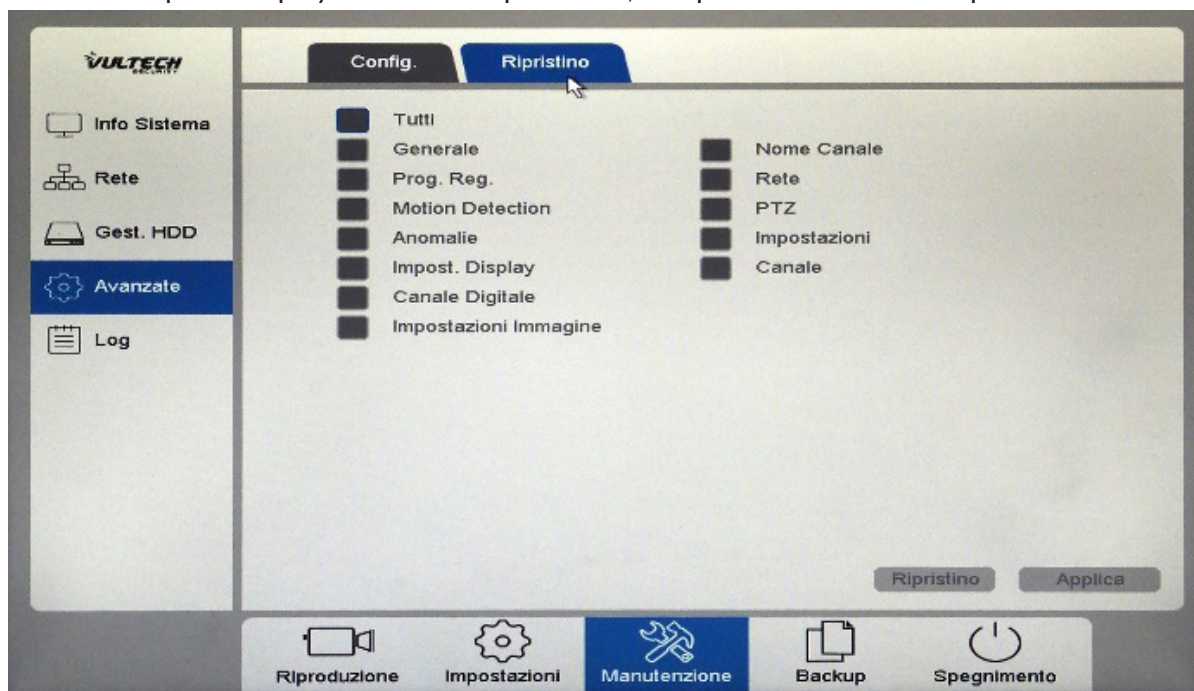 VULTECH
SECURITY
Config.
Ripristino
Info Sistema
Rete
Gest. HDD
Avanzate
Log
Tutti
Generale
Nome Canale
Prog. Reg.
Rete
Motion Detection
PTZ
Anomalie
Impostazioni
Impost. Display
Canale
Canale Digitale
Impostazioni Immagine
Ripristino
Applica
Riproduzione
Impostazioni
Manutenzione
Backup
Spegnimento